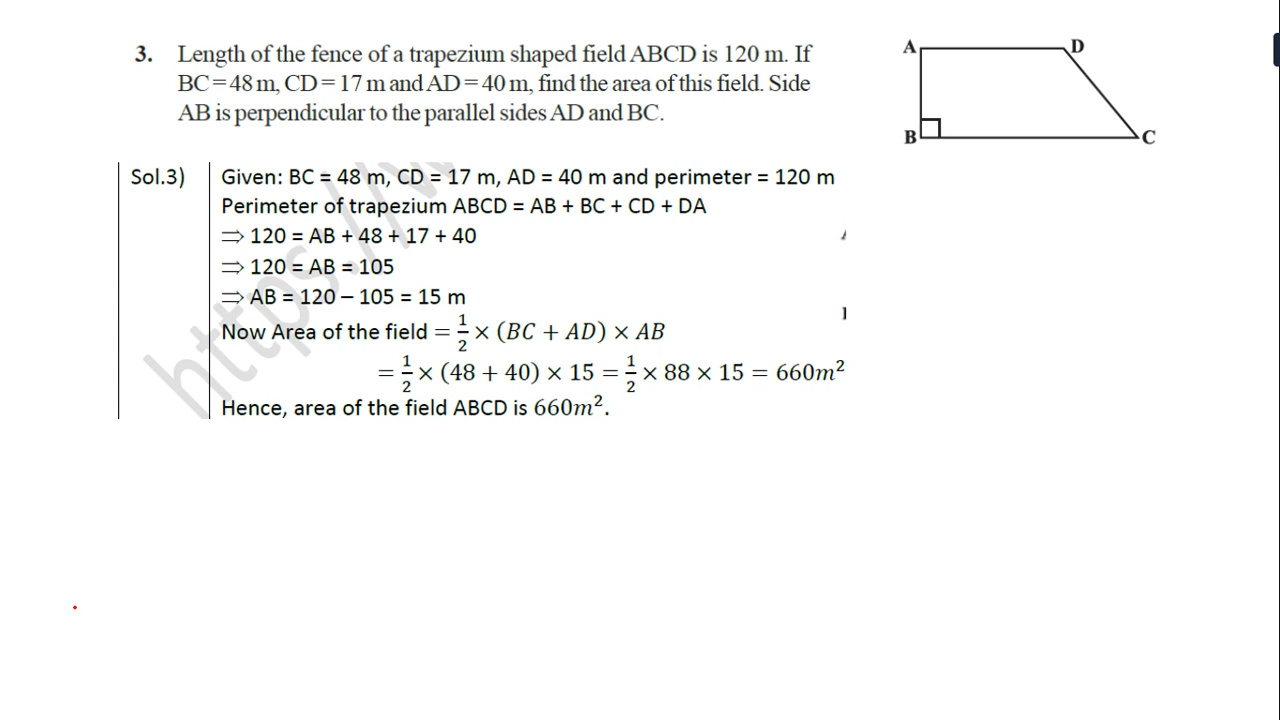 3. Length of the fence of a trapezium shaped field ABCD is 120 m. If
BC = 48 m, CD = 17 m and AD = 40 m, find the area of this field. Side
AB is perpendicular to the parallel sides AD and BC.
A
D
B
C
Sol.3)
Given: BC = 48 m, CD = 17 m, AD = 40 m and perimeter = 120 m
Perimeter of trapezium ABCD = AB + BC + CD + DA
⟹ 120 = AB + 48 + 17 + 40
⟹ 120 = AB = 105
⟹ AB = 120 – 105 = 15 m
Now Area of the field = 1/2 × (BC + AD) × AB
= 1/2 × (48 + 40) × 15 = 1/2 × 88 × 15 = 660m²
Hence, area of the field ABCD is 660m².
https://w